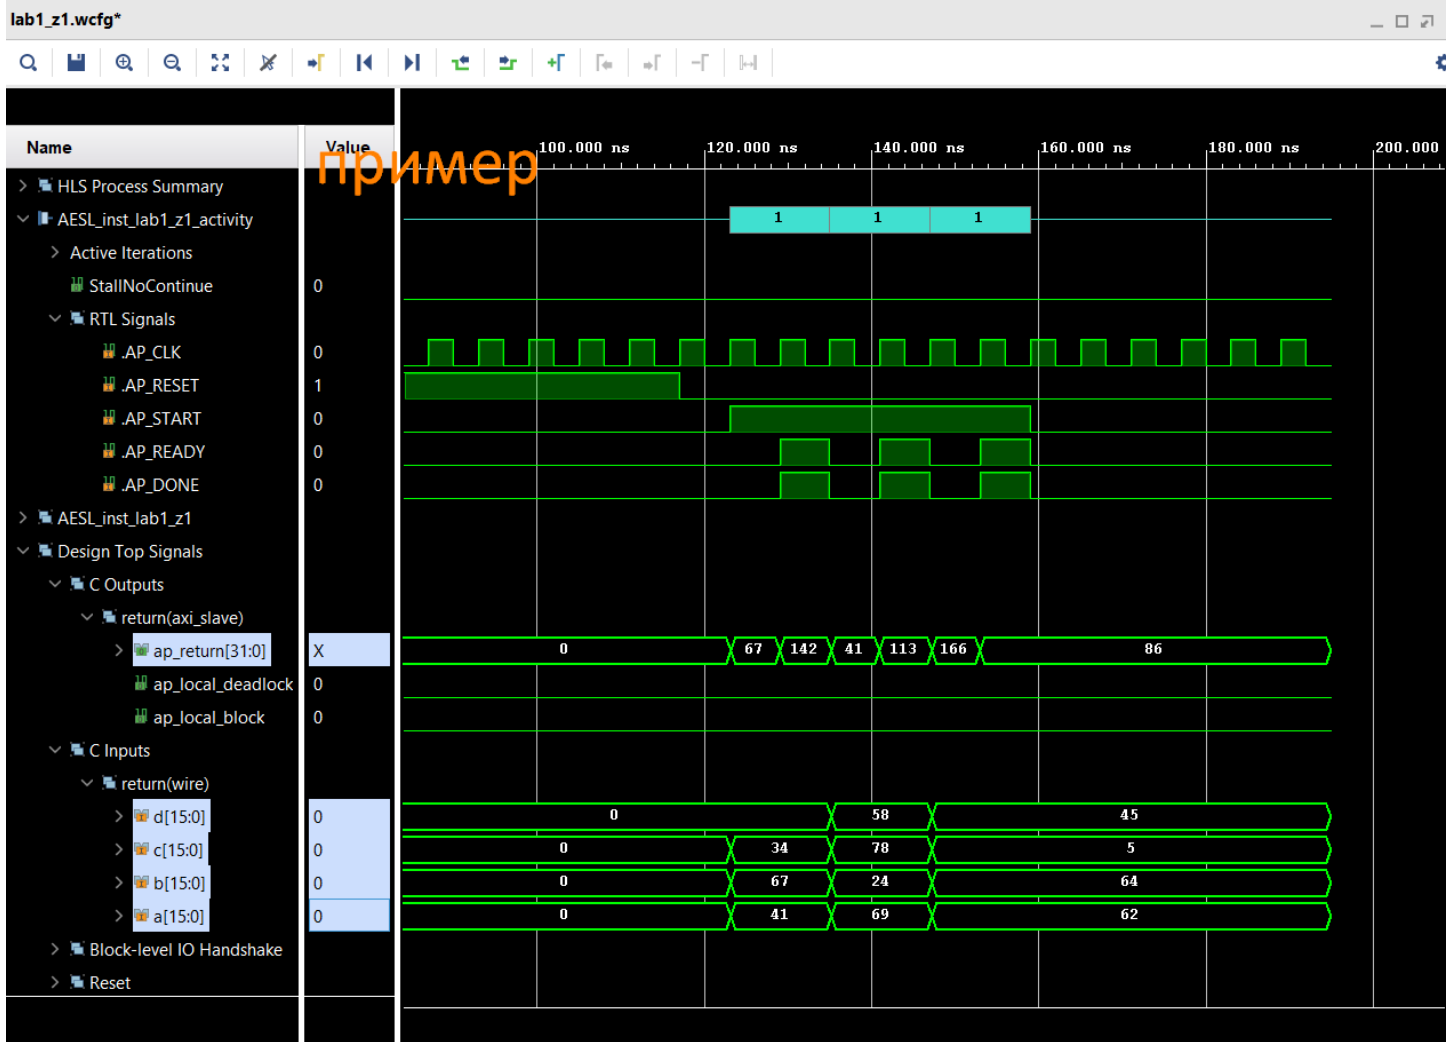 lab1_z1.wcfg*
Name Value
пример
100.000 ns 120.000 ns 140.000 ns 160.000 ns 180.000 ns 200.000
HLS Process Summary
AESL_inst_lab1_z1_activity 1 1 1
Active Iterations
StallNoContinue 0
RTL Signals
.AP_CLK 0
.AP_RESET 1
.AP_START 0
.AP_READY 0
.AP_DONE 0
AESL_inst_lab1_z1
Design Top Signals
C Outputs
return(axi_slave)
ap_return[31:0] X 0 67 142 41 113 166 86
ap_local_deadlock 0
ap_local_block 0
C Inputs
return(wire)
d[15:0] 0 0 58 45
c[15:0] 0 0 34 78 5
b[15:0] 0 0 67 24 64
a[15:0] 0 0 41 69 62
Block-level IO Handshake
Reset